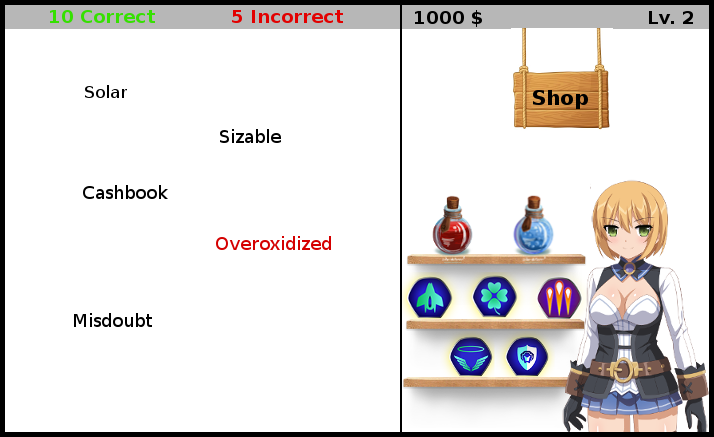 10 Correct 5 Incorrect
1000 $ Lv. 2
Solar
Sizable
Cashbook
Overoxidized
Misdoubt
Shop